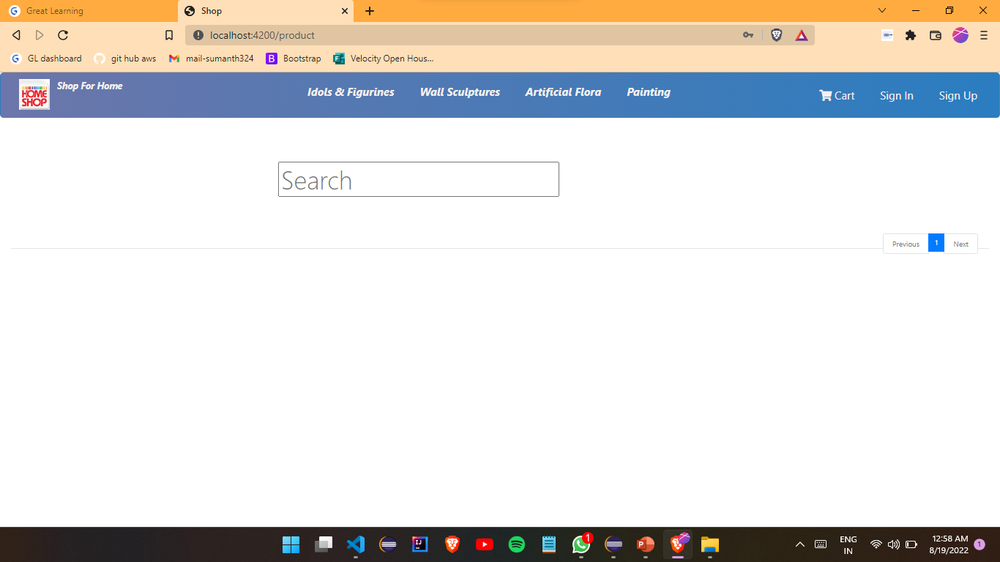 Great Learning
Shop
localhost:4200/product
GL dashboard
git hub aws
mail-sumanth324
B
Bootstrap
Velocity Open Hous...
HOME
SHOP
Shop For Home
Idols & Figurines
Wall Sculptures
Artificial Flora
Painting
Cart
Sign In
Sign Up
Search
Previous
1
Next
IJ
1
P
ENG
IN
12:58 AM
8/19/2022
1